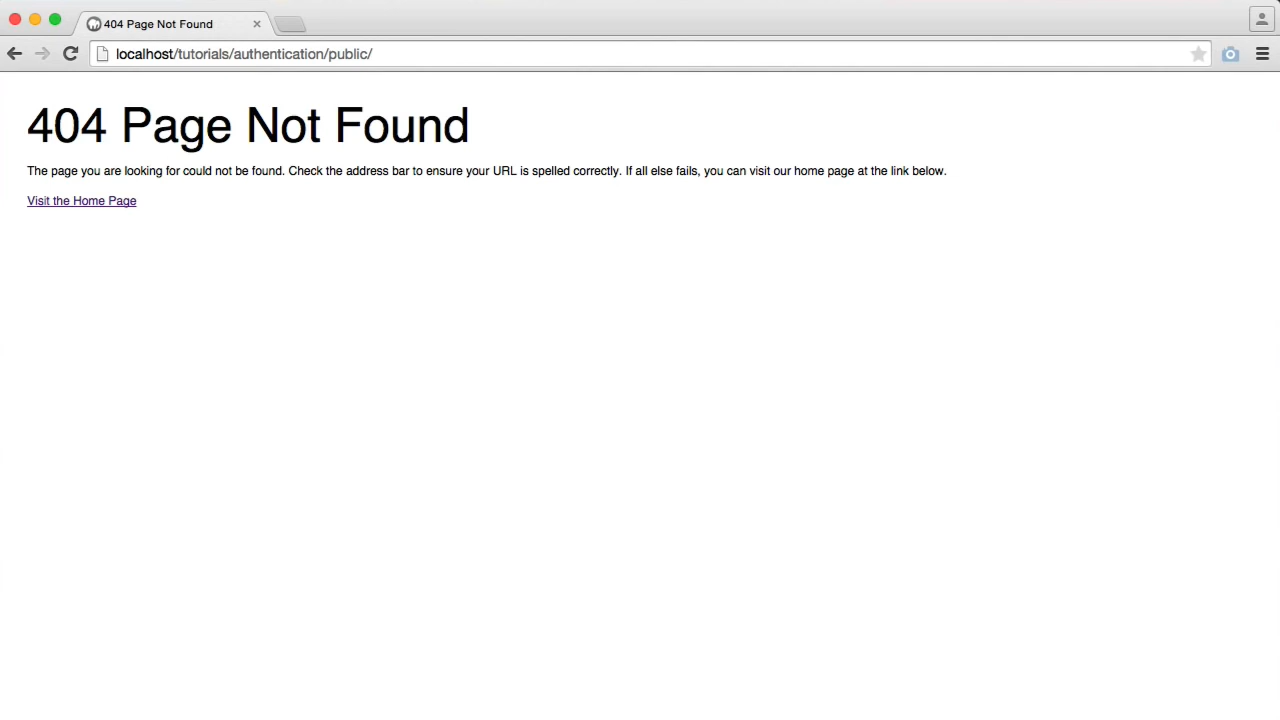 404 Page Not Found
localhost/tutorials/authentication/public/
404 Page Not Found
The page you are looking for could not be found. Check the address bar to ensure your URL is spelled correctly. If all else fails, you can visit our home page at the link below.
Visit the Home Page